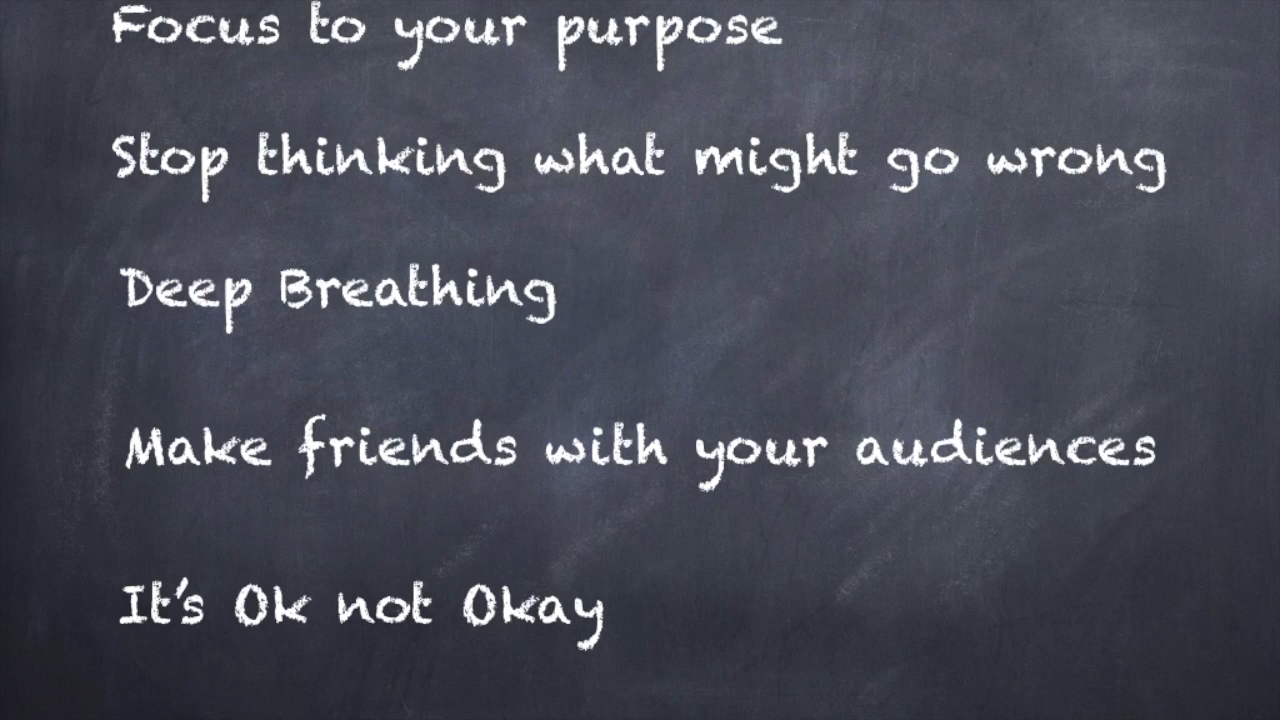 Focus to your purpose
Stop thinking what might go wrong
Deep Breathing
Make friends with your audiences
It's Ok not Okay